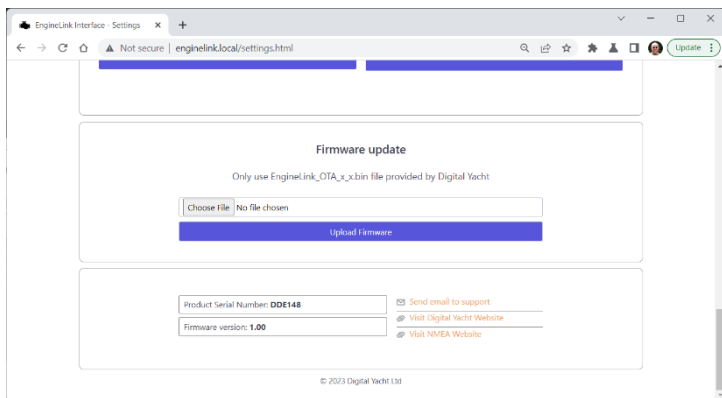 EngineLink Interface - Settings
Not secure | enginelink.local/settings.html
Update
Firmware update
Only use EngineLink_OTA_x_x.bin file provided by Digital Yacht
Choose File No file chosen
Upload Firmware
Product Serial Number: DDE148
Send email to support
Visit Digital Yacht Website
Firmware version: 1.00
Visit NMEA Website
© 2023 Digital Yacht Ltd